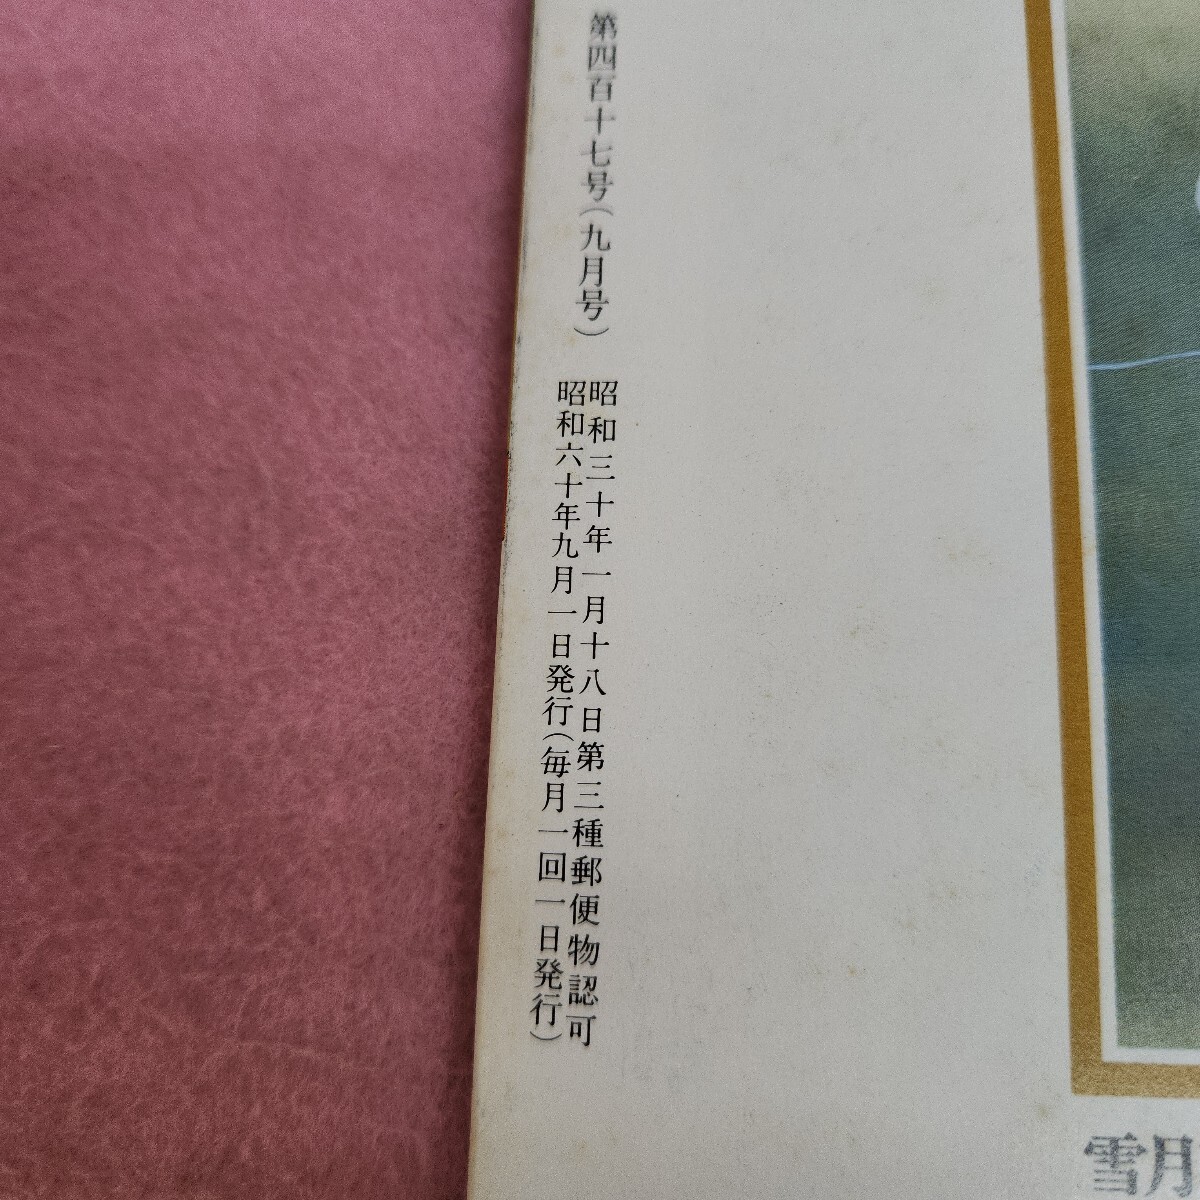 第四百十七号(九月号)
昭和三十年一月十八日第三種郵便物認可
昭和六十年九月一日発行(毎月一回一日発行)
雪月